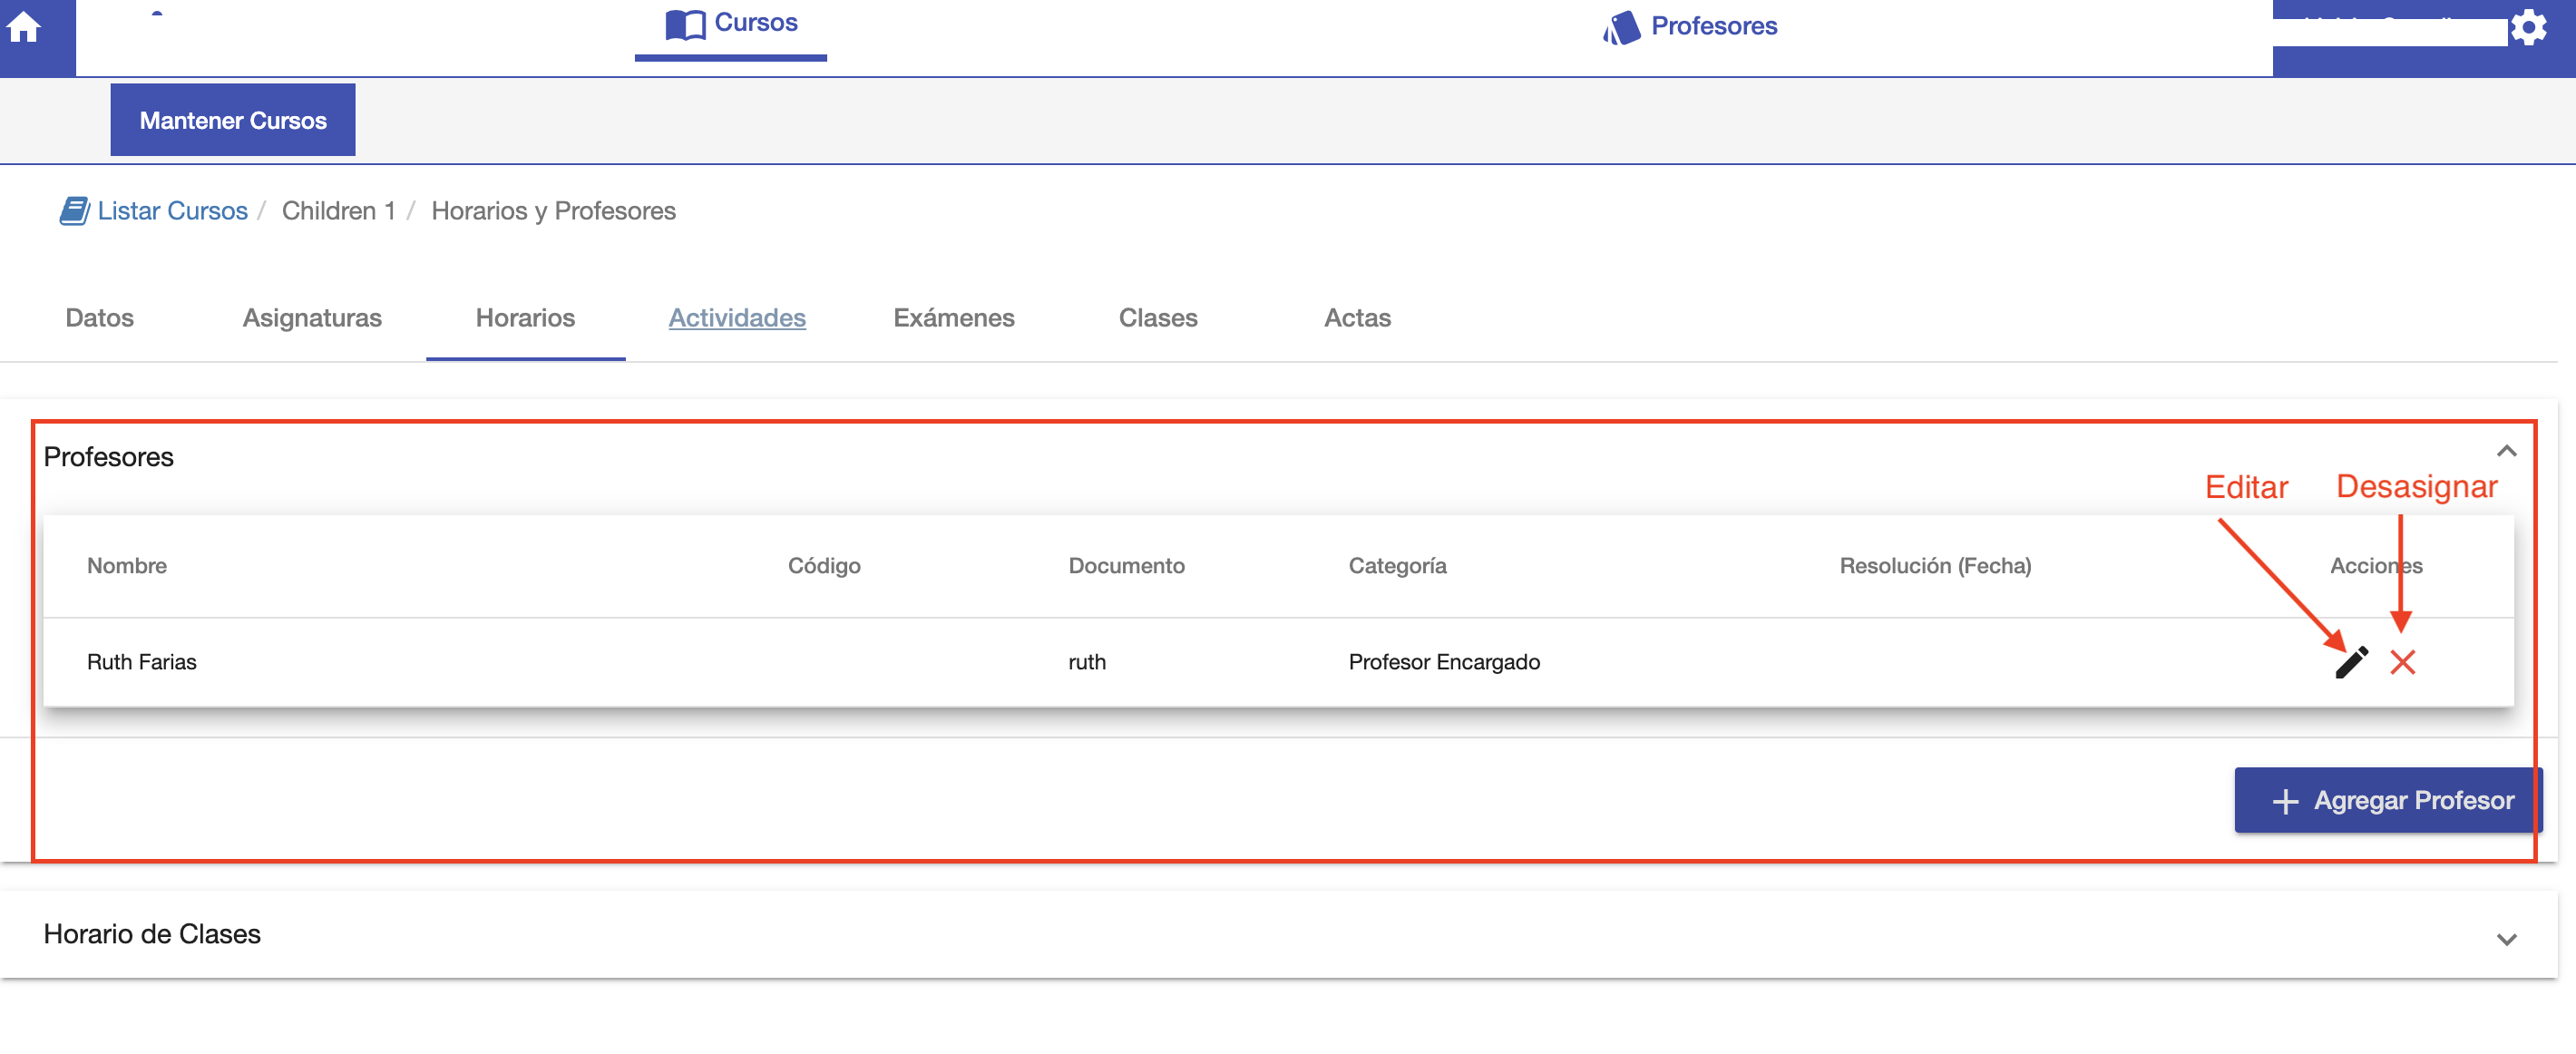 Cursos
Profesores
Mantener Cursos
Listar Cursos / Children 1 / Horarios y Profesores
Datos Asignaturas Horarios Actividades Exámenes Clases Actas
Profesores
Editar Desasignar
Nombre Código Documento Categoría Resolución (Fecha) Acciones
Ruth Farias ruth Profesor Encargado
+ Agregar Profesor
Horario de Clases